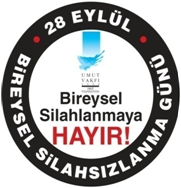 • 28 EYLÜL •
BİREYSEL SİLAHSIZLANMA GÜNÜ
UMUT
VAKFI
Bireysel
Silahlanmaya
HAYIR!